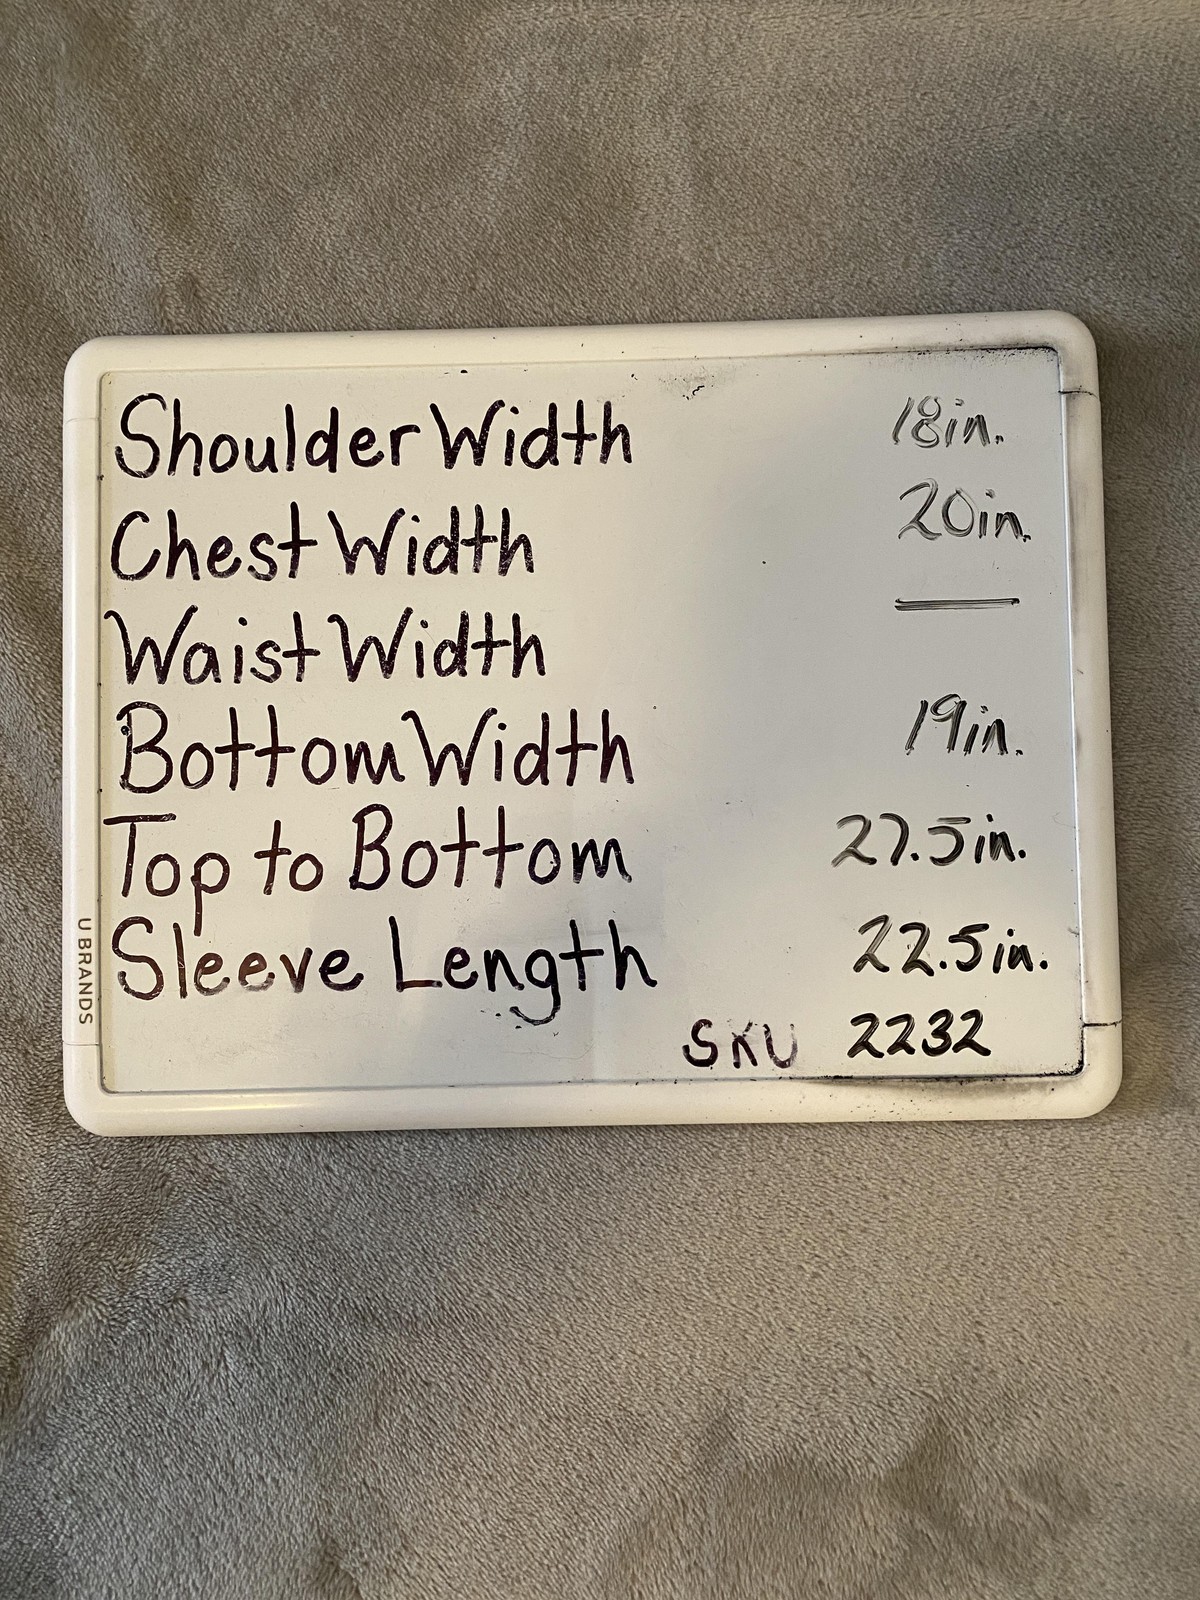 Shoulder Width 18in.
Chest Width 20in.
Waist Width —
Bottom Width 19in.
Top to Bottom 27.5in.
Sleeve Length 22.5in.
SKU 2232
U BRANDS